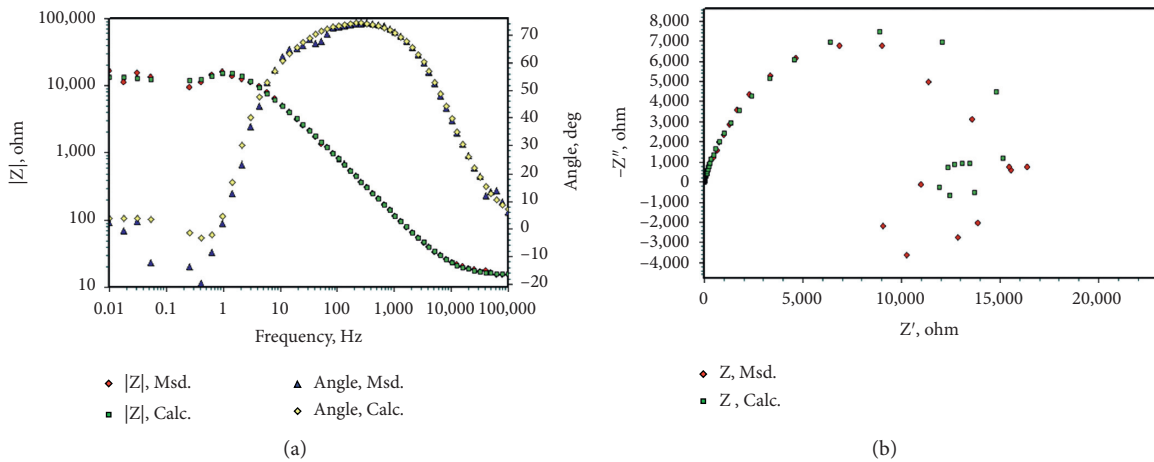 100,000
10,000
1,000
100
10
|Z|, ohm
70
60
50
40
30
20
10
0
−10
−20
Angle, deg
0.01 0.1 1 10 100 1,000 10,000 100,000
Frequency, Hz
|Z|, Msd.
|Z|, Calc.
Angle, Msd.
Angle, Calc.
(a)
8,000
7,000
6,000
5,000
4,000
3,000
2,000
1,000
0
−1,000
−2,000
−3,000
−4,000
−Z″, ohm
0 5,000 10,000 15,000 20,000
Z′, ohm
Z, Msd.
Z , Calc.
(b)